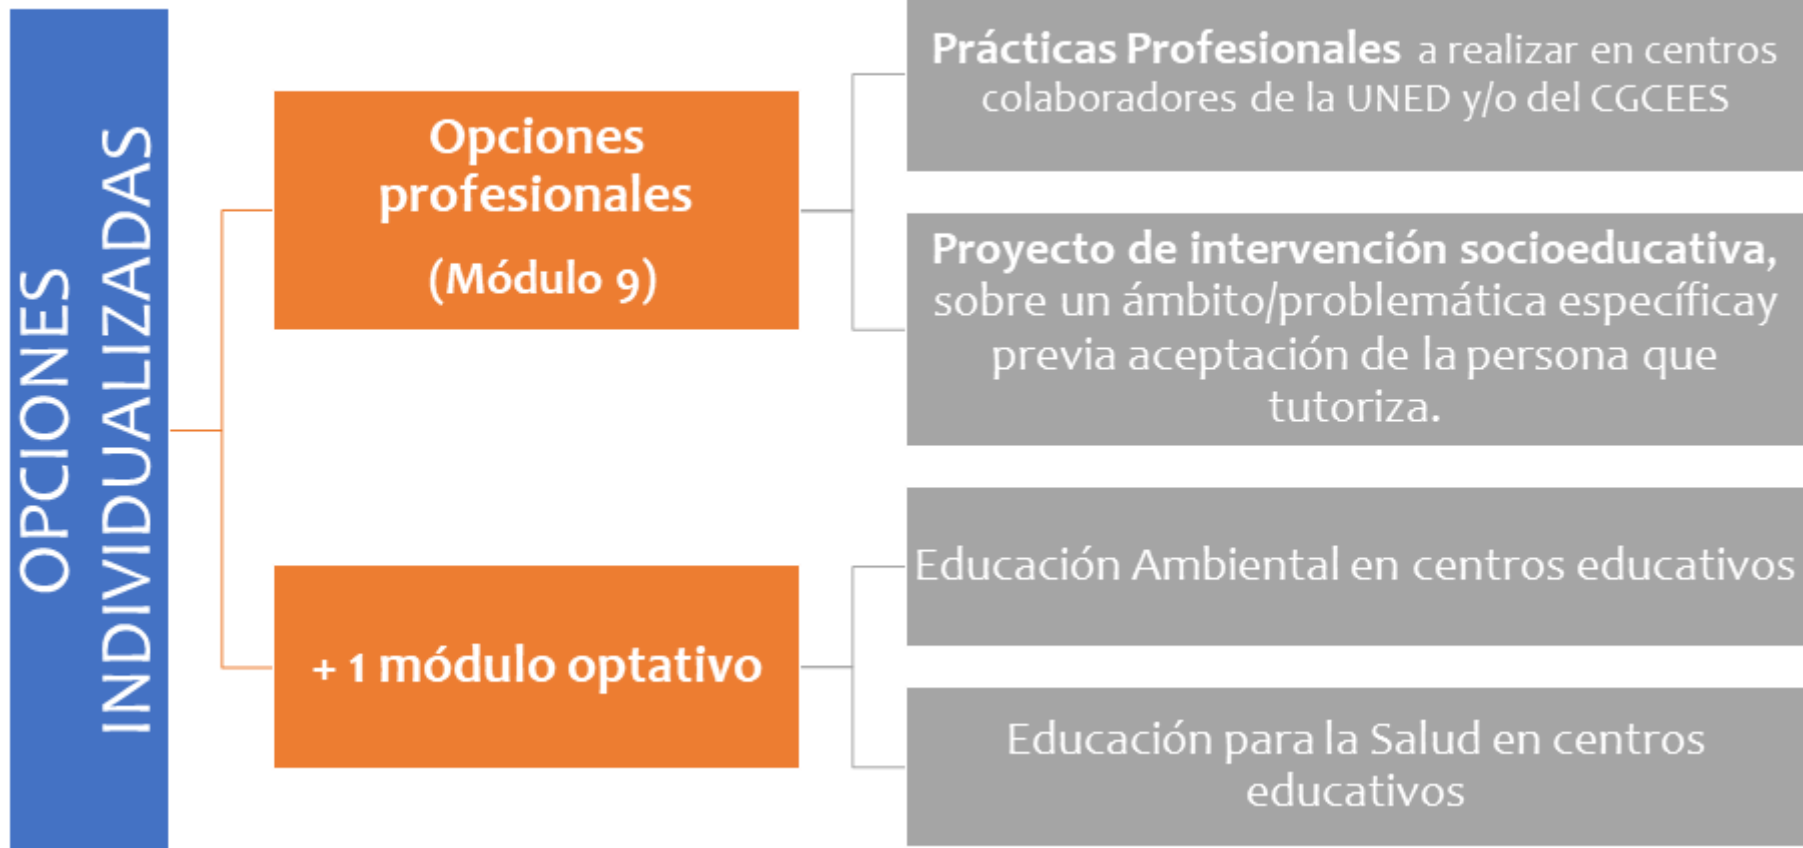 OPCIONES
INDIVIDUALIZADAS
Opciones
profesionales
(Módulo 9)
Prácticas Profesionales a realizar en centros
colaboradores de la UNED y/o del CGCEES
Proyecto de intervención socioeducativa,
sobre un ámbito/problemática específicay
previa aceptación de la persona que
tutoriza.
+ 1 módulo optativo
Educación Ambiental en centros educativos
Educación para la Salud en centros
educativos